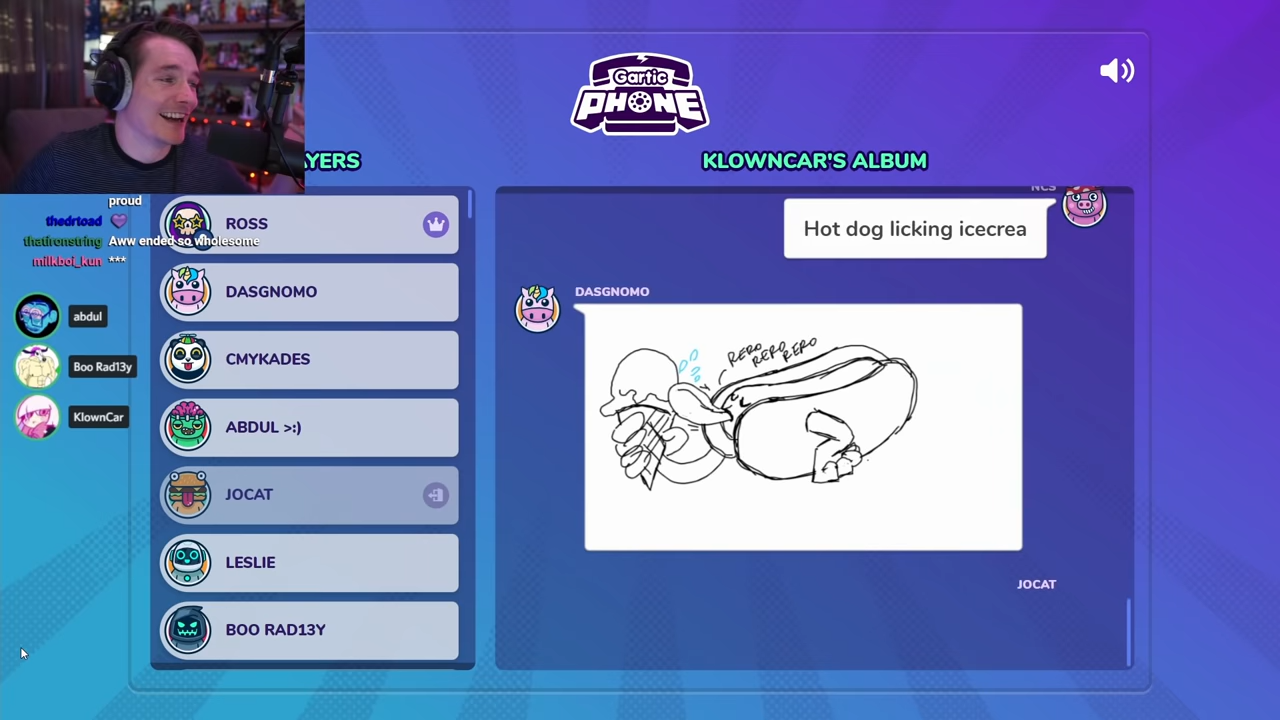 Gartic
PHONE
AYERS
KLOWNCAR'S ALBUM
proud
thedrtoad
thatironstring Aww ended so wholesome
milkboi_kun ***
abdul
Boo Rad13y
KlownCar
ROSS
DASGNOMO
CMYKADES
ABDUL >:)
JOCAT
LESLIE
BOO RAD13Y
NCS
Hot dog licking icecrea
DASGNOMO
RERO
RERO
RERO
JOCAT